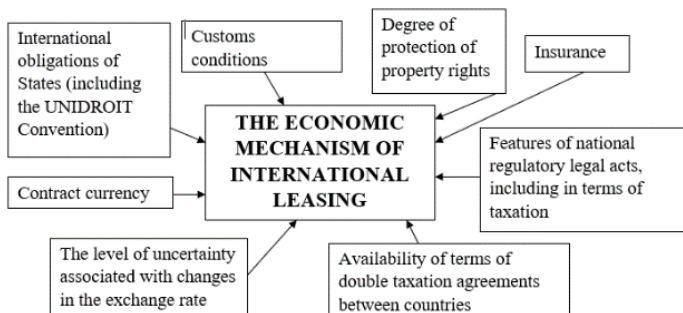 International
obligations of
States (including
the UNIDROIT
Convention)
Customs
conditions
Degree of
protection of
property rights
Insurance
THE ECONOMIC
MECHANISM OF
INTERNATIONAL
LEASING
Features of national
regulatory legal acts,
including in terms of
taxation
Contract currency
The level of uncertainty
associated with changes
in the exchange rate
Availability of terms of
double taxation agreements
between countries